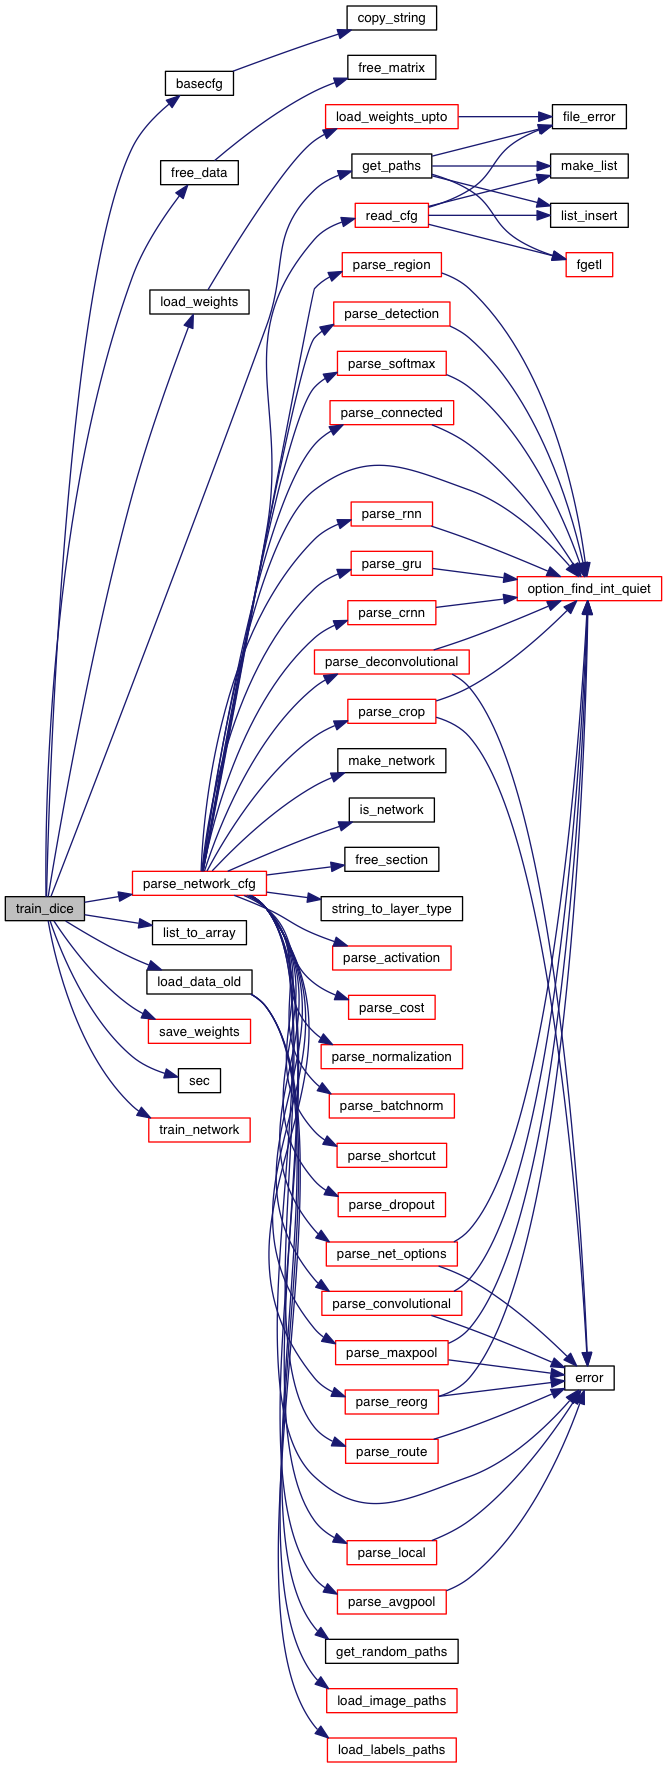 copy_string
free_matrix
basecfg
load_weights_upto
file_error
free_data
get_paths
make_list
read_cfg
list_insert
parse_region
fgetl
load_weights
parse_detection
parse_softmax
parse_connected
parse_rnn
parse_gru
option_find_int_quiet
parse_crnn
parse_deconvolutional
parse_crop
make_network
is_network
free_section
parse_network_cfg
train_dice
string_to_layer_type
list_to_array
parse_activation
load_data_old
parse_cost
save_weights
parse_normalization
sec
parse_batchnorm
train_network
parse_shortcut
parse_dropout
parse_net_options
parse_convolutional
parse_maxpool
error
parse_reorg
parse_route
parse_local
parse_avgpool
get_random_paths
load_image_paths
load_labels_paths